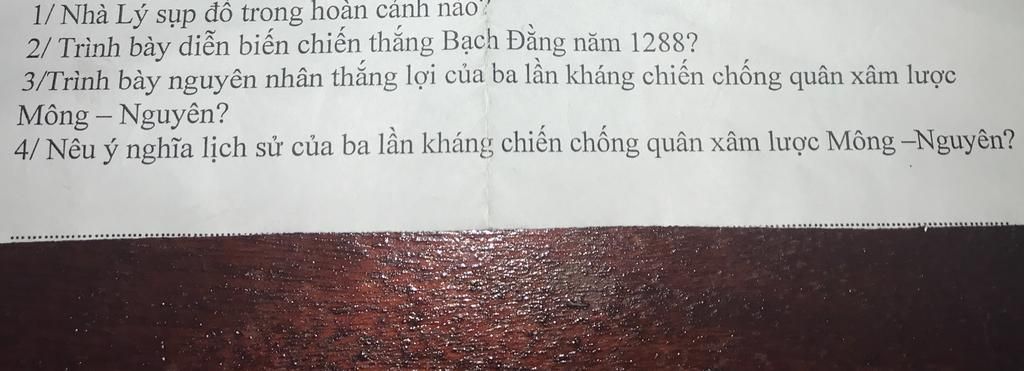 1/ Nhà Lý sụp đổ trong hoàn cảnh nào?
2/ Trình bày diễn biến chiến thắng Bạch Đằng năm 1288?
3/Trình bày nguyên nhân thắng lợi của ba lần kháng chiến chống quân xâm lược
Mông – Nguyên?
4/ Nêu ý nghĩa lịch sử của ba lần kháng chiến chống quân xâm lược Mông –Nguyên?